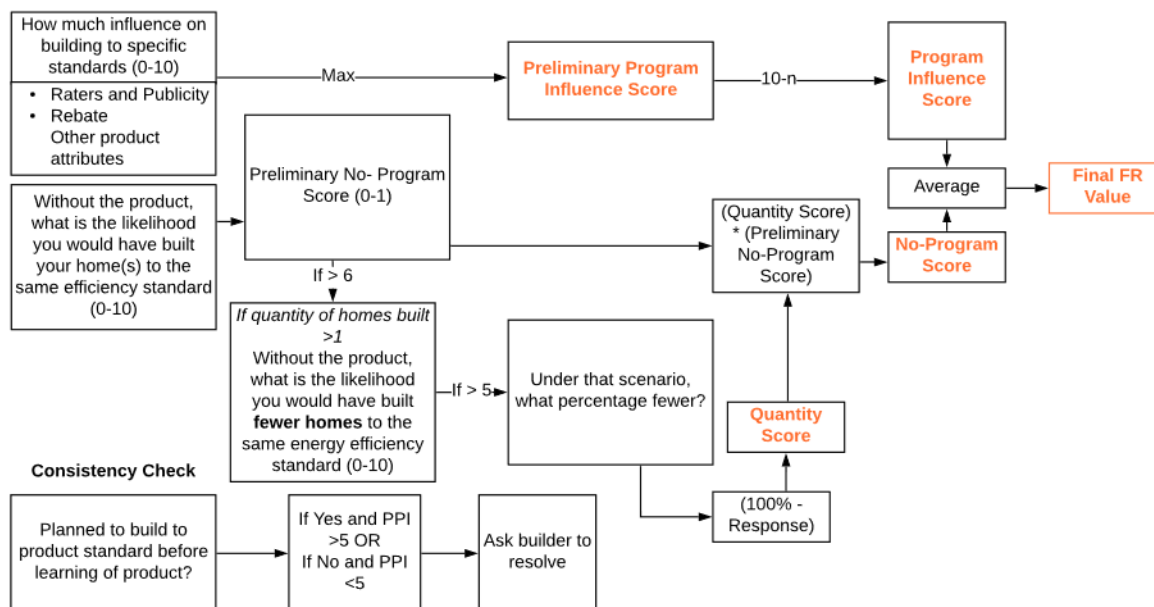 How much influence on
building to specific
standards (0-10)
• Raters and Publicity
• Rebate
Other product
attributes
Max
Preliminary Program
Influence Score
10-n
Program
Influence
Score
Average
Final FR
Value
Without the product,
what is the likelihood
you would have built
your home(s) to the
same efficiency standard
(0-10)
Preliminary No- Program
Score (0-1)
(Quantity Score)
* (Preliminary
No-Program
Score)
No-Program
Score
If > 6
If quantity of homes built
>1
Without the product,
what is the likelihood
you would have built
fewer homes to the
same energy efficiency
standard (0-10)
If > 5
Under that scenario,
what percentage fewer?
Quantity
Score
(100% -
Response)
Consistency Check
Planned to build to
product standard before
learning of product?
If Yes and PPI
>5 OR
If No and PPI
<5
Ask builder to
resolve